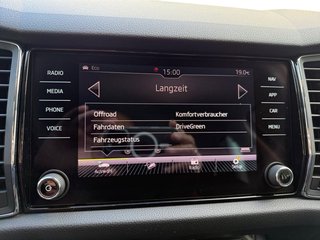 RADIO
MEDIA
PHONE
VOICE
Eco
15:00
19.0
Langzeit
Offroad
Komfortverbraucher
Fahrdaten
DriveGreen
Fahrzeugstatus
Auswahl
NAV
APP
CAR
MENU